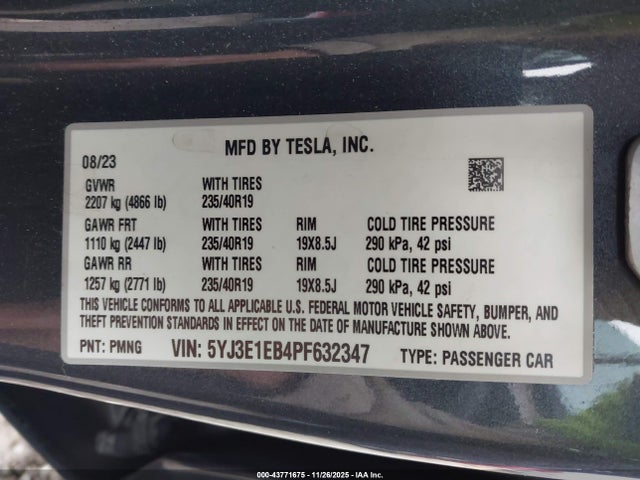 MFD BY TESLA, INC.
08/23
GVWR WITH TIRES
2207 kg (4866 lb) 235/40R19
GAWR FRT WITH TIRES RIM COLD TIRE PRESSURE
1110 kg (2447 lb) 235/40R19 19X8.5J 290 kPa, 42 psi
GAWR RR WITH TIRES RIM COLD TIRE PRESSURE
1257 kg (2771 lb) 235/40R19 19X8.5J 290 kPa, 42 psi
THIS VEHICLE CONFORMS TO ALL APPLICABLE U.S. FEDERAL MOTOR VEHICLE SAFETY, BUMPER, AND
THEFT PREVENTION STANDARDS IN EFFECT ON THE DATE OF MANUFACTURE SHOWN ABOVE.
PNT: PMNG VIN: 5YJ3E1EB4PF632347 TYPE: PASSENGER CAR
000-43771675 | 11/26/2025 | IAA Inc.